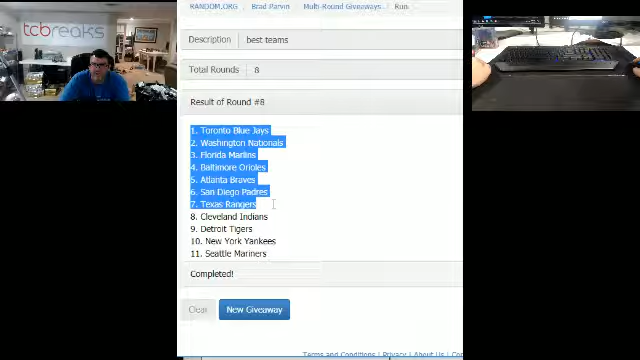 tcbreaks
RANDOM.ORG Brad Parvin Multi-Round Giveaways Run
Description best teams
Total Rounds 8
Result of Round #8
1. Toronto Blue Jays
2. Washington Nationals
3. Florida Marlins
4. Baltimore Orioles
5. Atlanta Braves
6. San Diego Padres
7. Texas Rangers
8. Cleveland Indians
9. Detroit Tigers
10. New York Yankees
11. Seattle Mariners
Completed!
Clear New Giveaway
Terms and Conditions | Privacy | About Us | Co